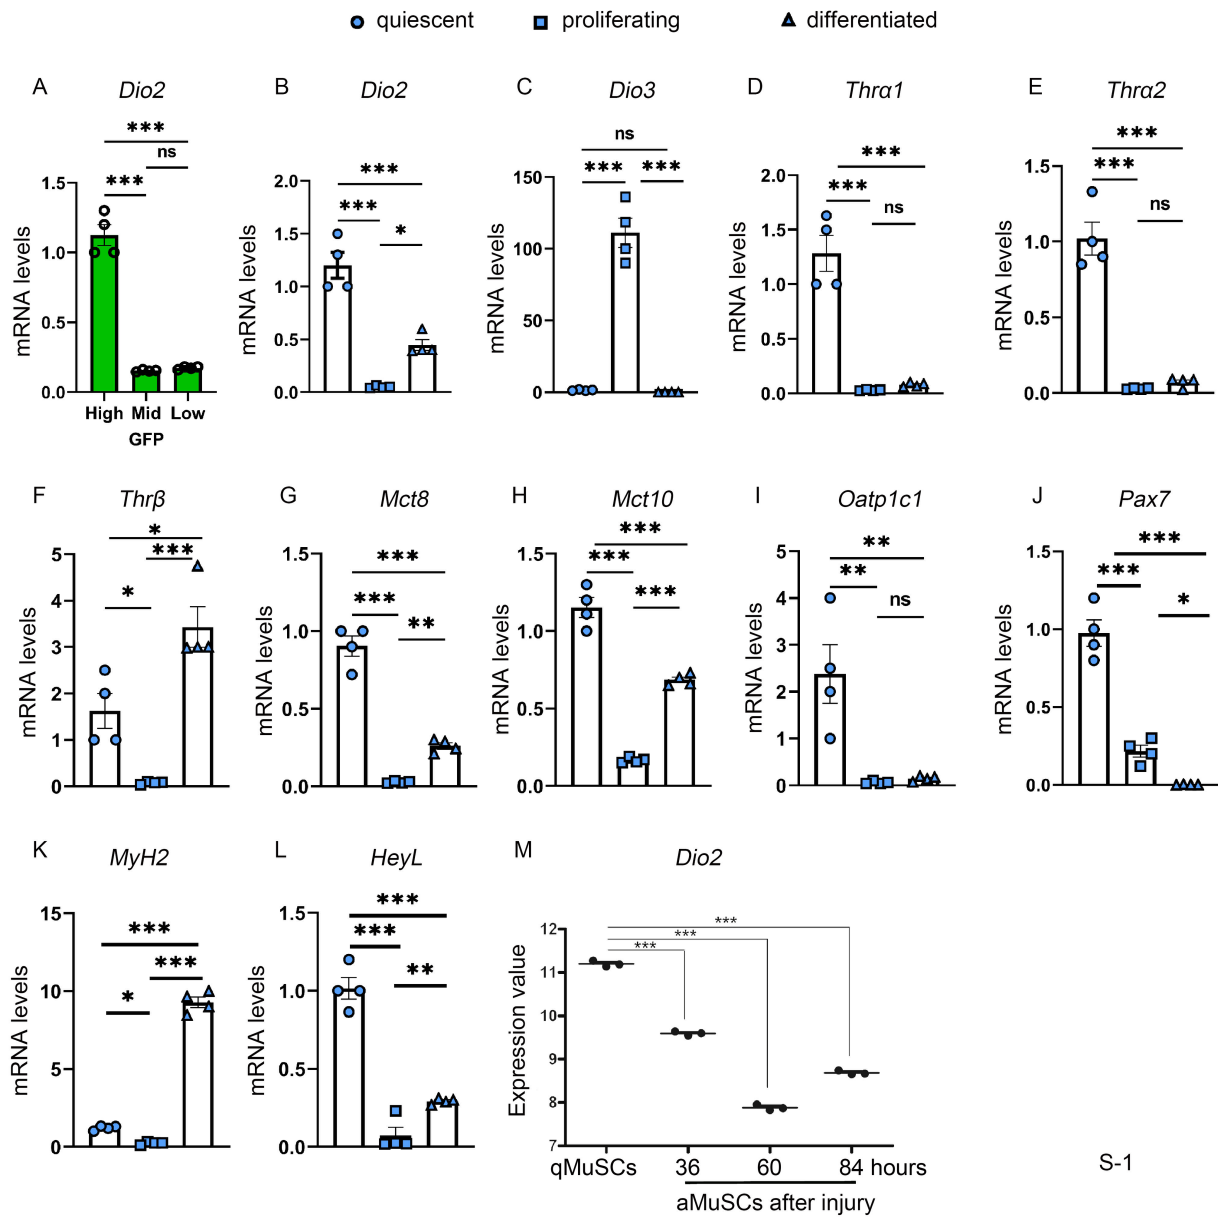 quiescent proliferating differentiated
A Dio2
mRNA levels
1.5
1.0
0.5
0.0
***
ns
***
High Mid Low
GFP
B Dio2
mRNA levels
2.0
1.5
1.0
0.5
0.0
***
***
*
C Dio3
mRNA levels
150
100
50
0
ns
*** ***
D Thrα1
mRNA levels
2.0
1.5
1.0
0.5
0.0
***
***
ns
E Thrα2
mRNA levels
1.5
1.0
0.5
0.0
***
***
ns
F Thrβ
mRNA levels
5
4
3
2
1
0
*
***
*
G Mct8
mRNA levels
1.5
1.0
0.5
0.0
***
***
**
H Mct10
mRNA levels
1.5
1.0
0.5
0.0
***
***
***
I Oatp1c1
mRNA levels
5
4
3
2
1
0
**
**
ns
J Pax7
mRNA levels
1.5
1.0
0.5
0.0
***
***
*
K MyH2
mRNA levels
15
10
5
0
***
***
*
L HeyL
mRNA levels
1.5
1.0
0.5
0.0
***
***
**
M Dio2
Expression value
12
11
10
9
8
7
***
***
***
qMuSCs 36 60 84 hours
aMuSCs after injury
S-1